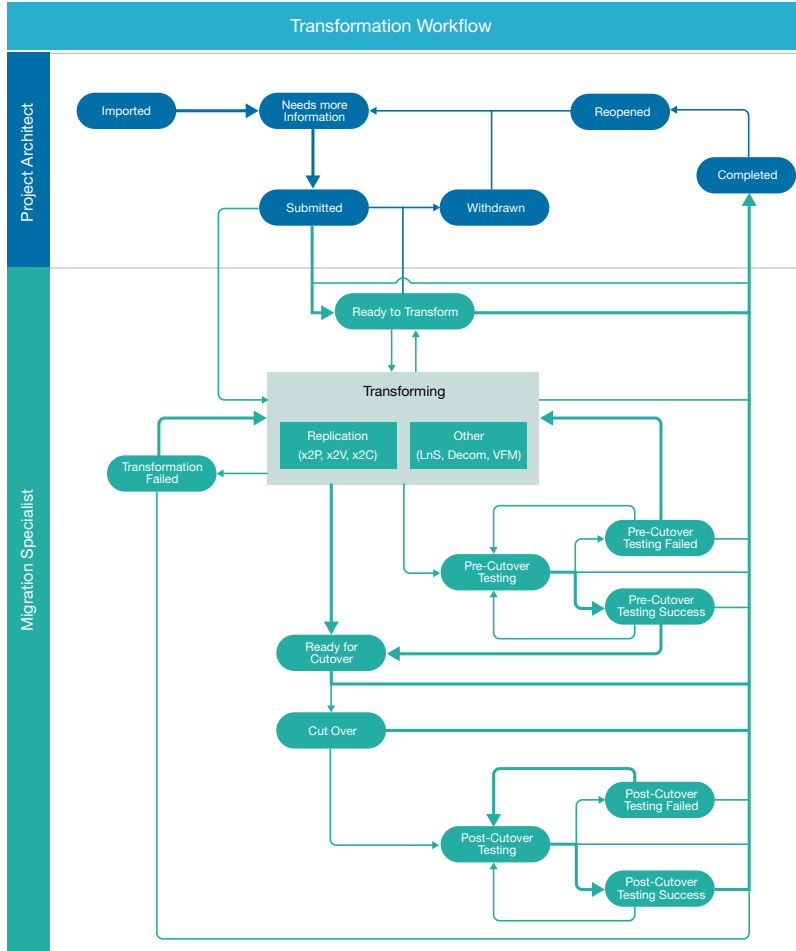 Transformation Workflow
Project Architect
Imported
Needs more
Information
Reopened
Completed
Submitted
Withdrawn
Migration Specialist
Ready to Transform
Transforming
Replication
(x2P, x2V, x2C)
Other
(LnS, Decom, VFM)
Transformation
Failed
Pre-Cutover
Testing Failed
Pre-Cutover
Testing
Pre-Cutover
Testing Success
Ready for
Cutover
Cut Over
Post-Cutover
Testing Failed
Post-Cutover
Testing
Post-Cutover
Testing Success